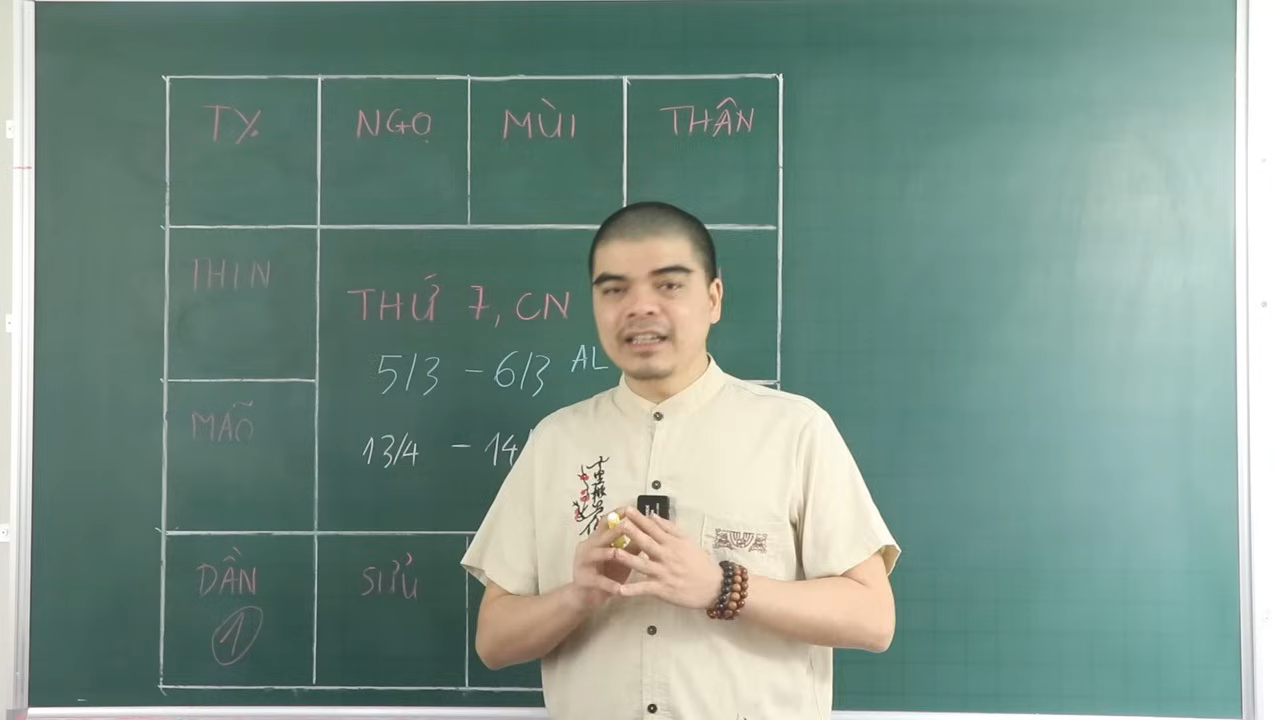 TỴ NGỌ MÙI THÂN
THÌN
THỨ 7, CN
5/3 - 6/3 AL
MÃO
13/4 - 14
DẦN SỬU
1